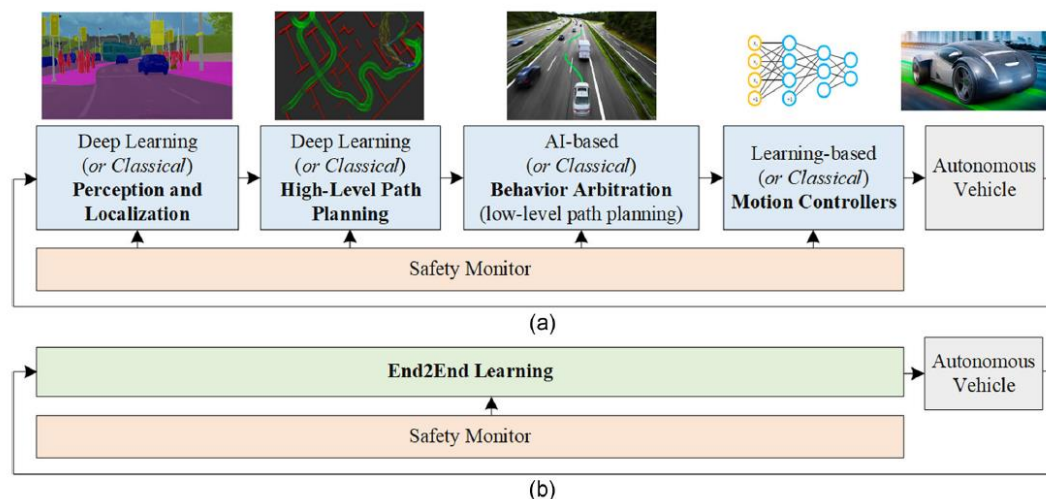 Deep Learning
(or Classical)
Perception and
Localization
Deep Learning
(or Classical)
High-Level Path
Planning
AI-based
(or Classical)
Behavior Arbitration
(low-level path planning)
Learning-based
(or Classical)
Motion Controllers
Autonomous
Vehicle
Safety Monitor
(a)
End2End Learning
Autonomous
Vehicle
Safety Monitor
(b)